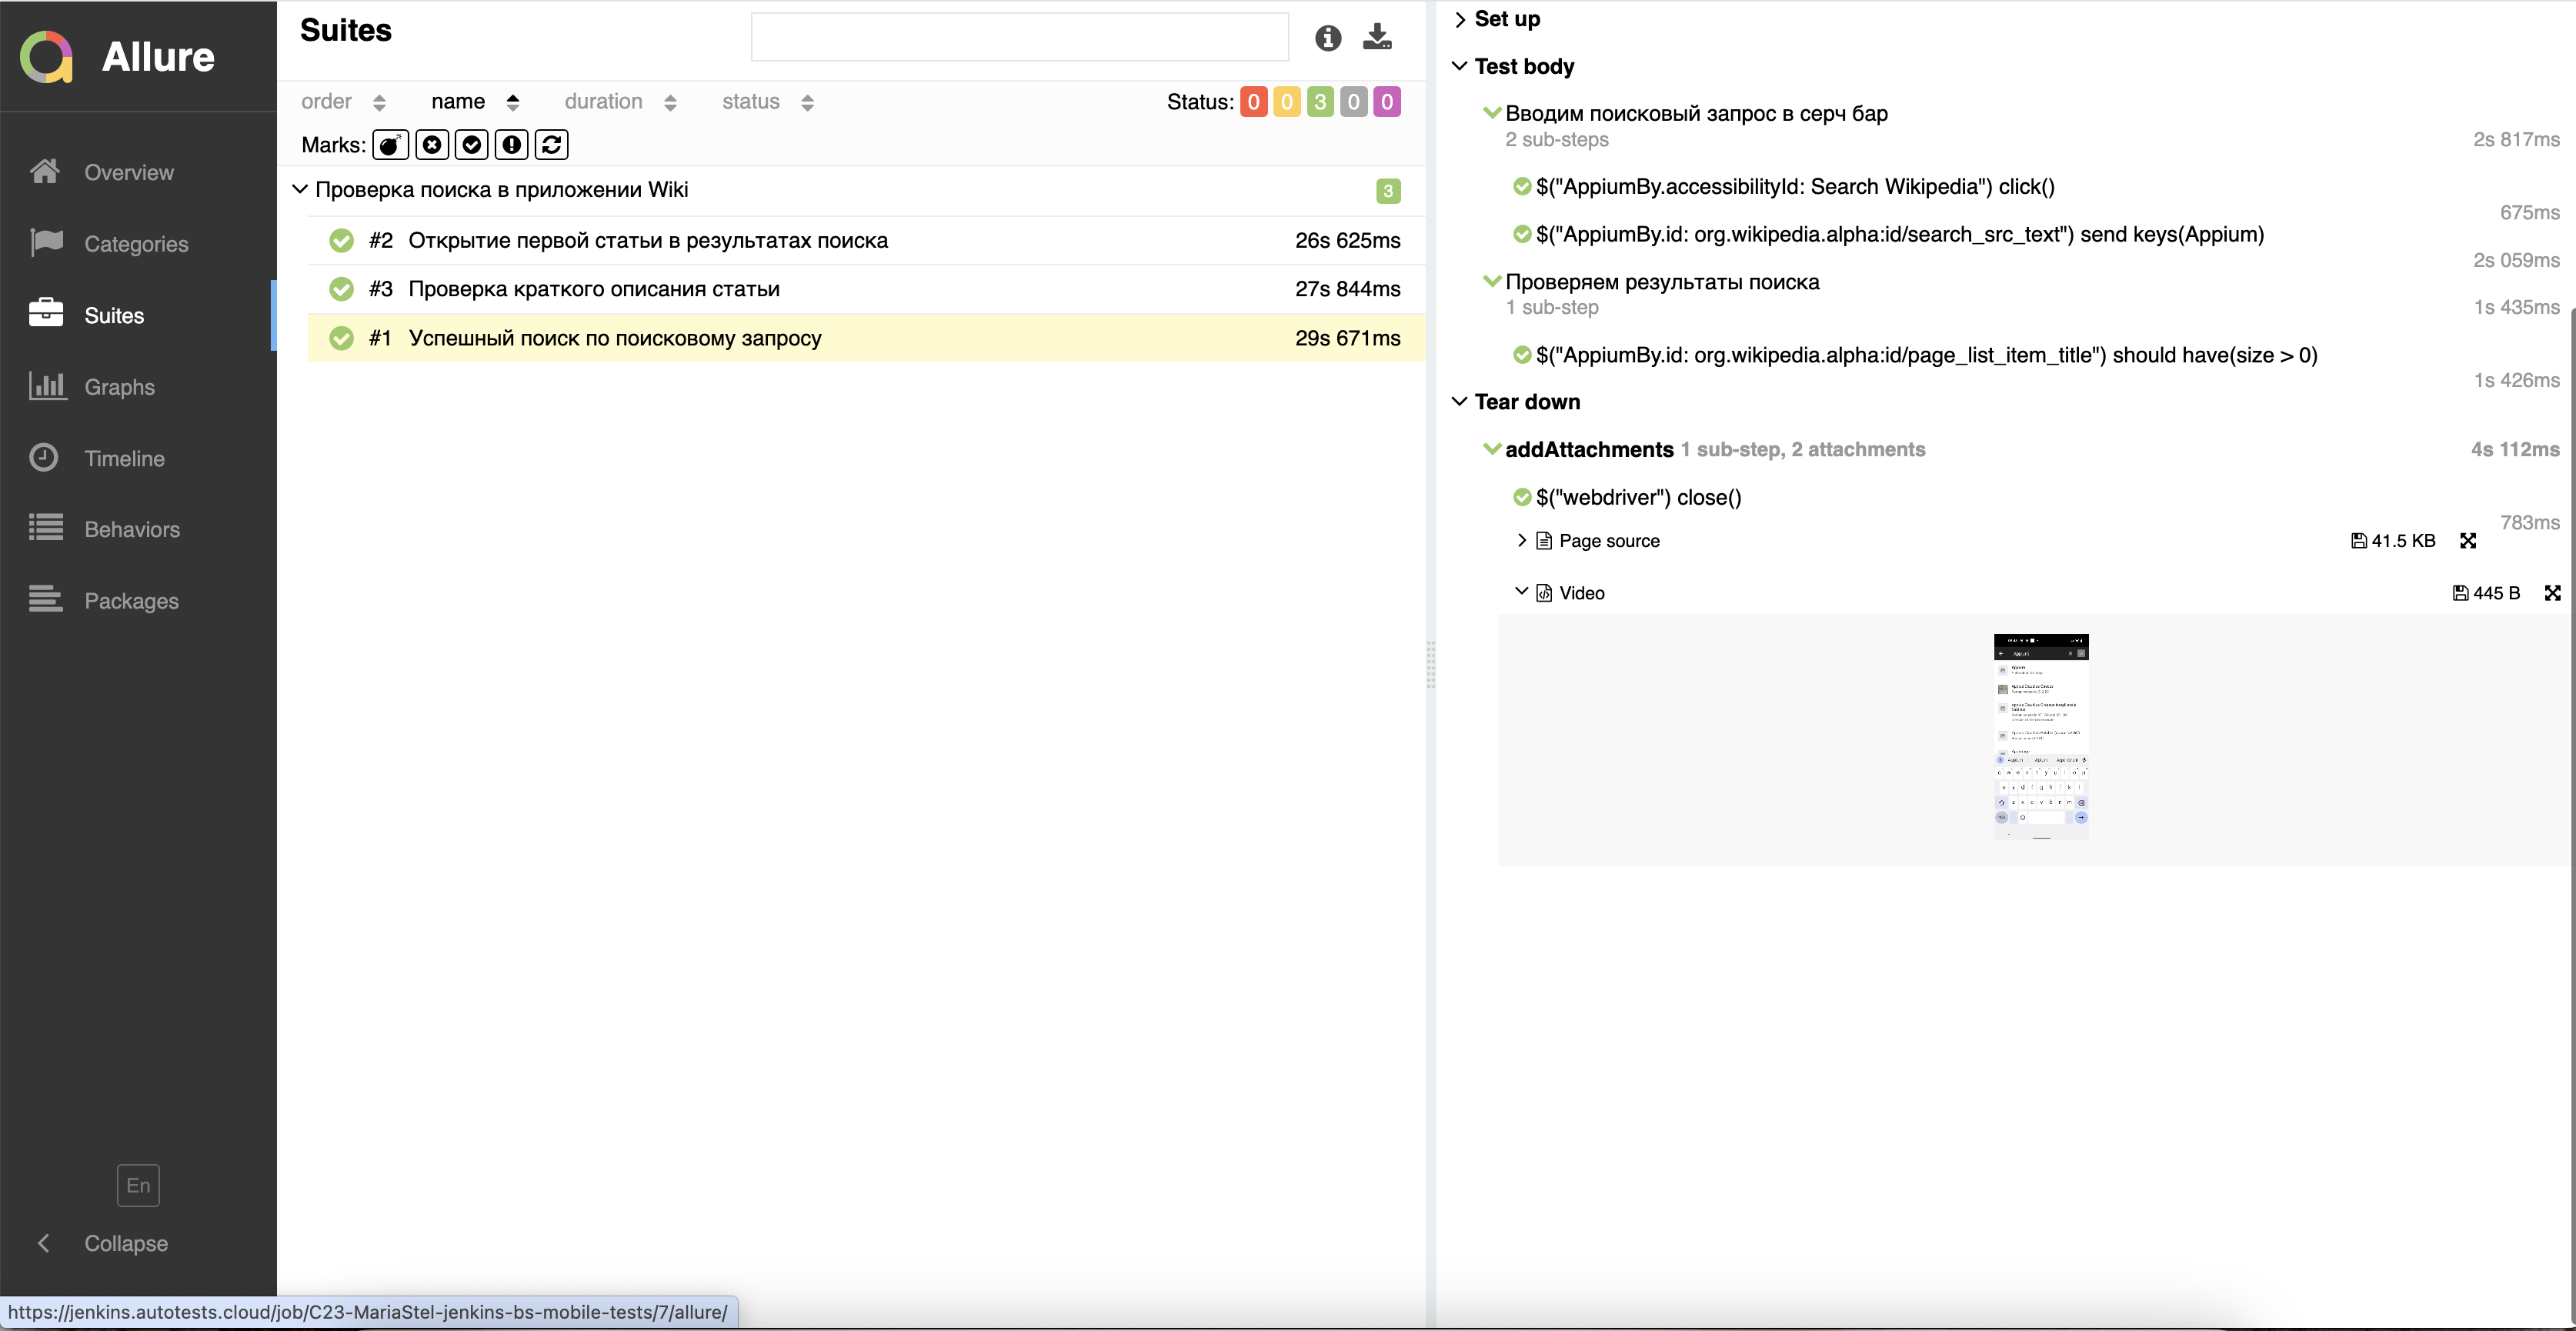 Allure
Overview
Categories
Suites
Graphs
Timeline
Behaviors
Packages
En
Collapse
https://jenkins.autotests.cloud/job/C23-MariaStel-jenkins-bs-mobile-tests/7/allure/
Suites
order name duration status Status: 0 0 3 0 0
Marks:
Проверка поиска в приложении Wiki 3
#2 Открытие первой статьи в результатах поиска 26s 625ms
#3 Проверка краткого описания статьи 27s 844ms
#1 Успешный поиск по поисковому запросу 29s 671ms
Set up
Test body
Вводим поисковый запрос в серч бар
2 sub-steps 2s 817ms
$("AppiumBy.accessibilityId: Search Wikipedia") click()
675ms
$("AppiumBy.id: org.wikipedia.alpha:id/search_src_text") send keys(Appium)
2s 059ms
Проверяем результаты поиска
1 sub-step 1s 435ms
$("AppiumBy.id: org.wikipedia.alpha:id/page_list_item_title") should have(size > 0)
1s 426ms
Tear down
addAttachments 1 sub-step, 2 attachments 4s 112ms
$("webdriver") close()
783ms
Page source 41.5 KB
Video 445 B
Appium